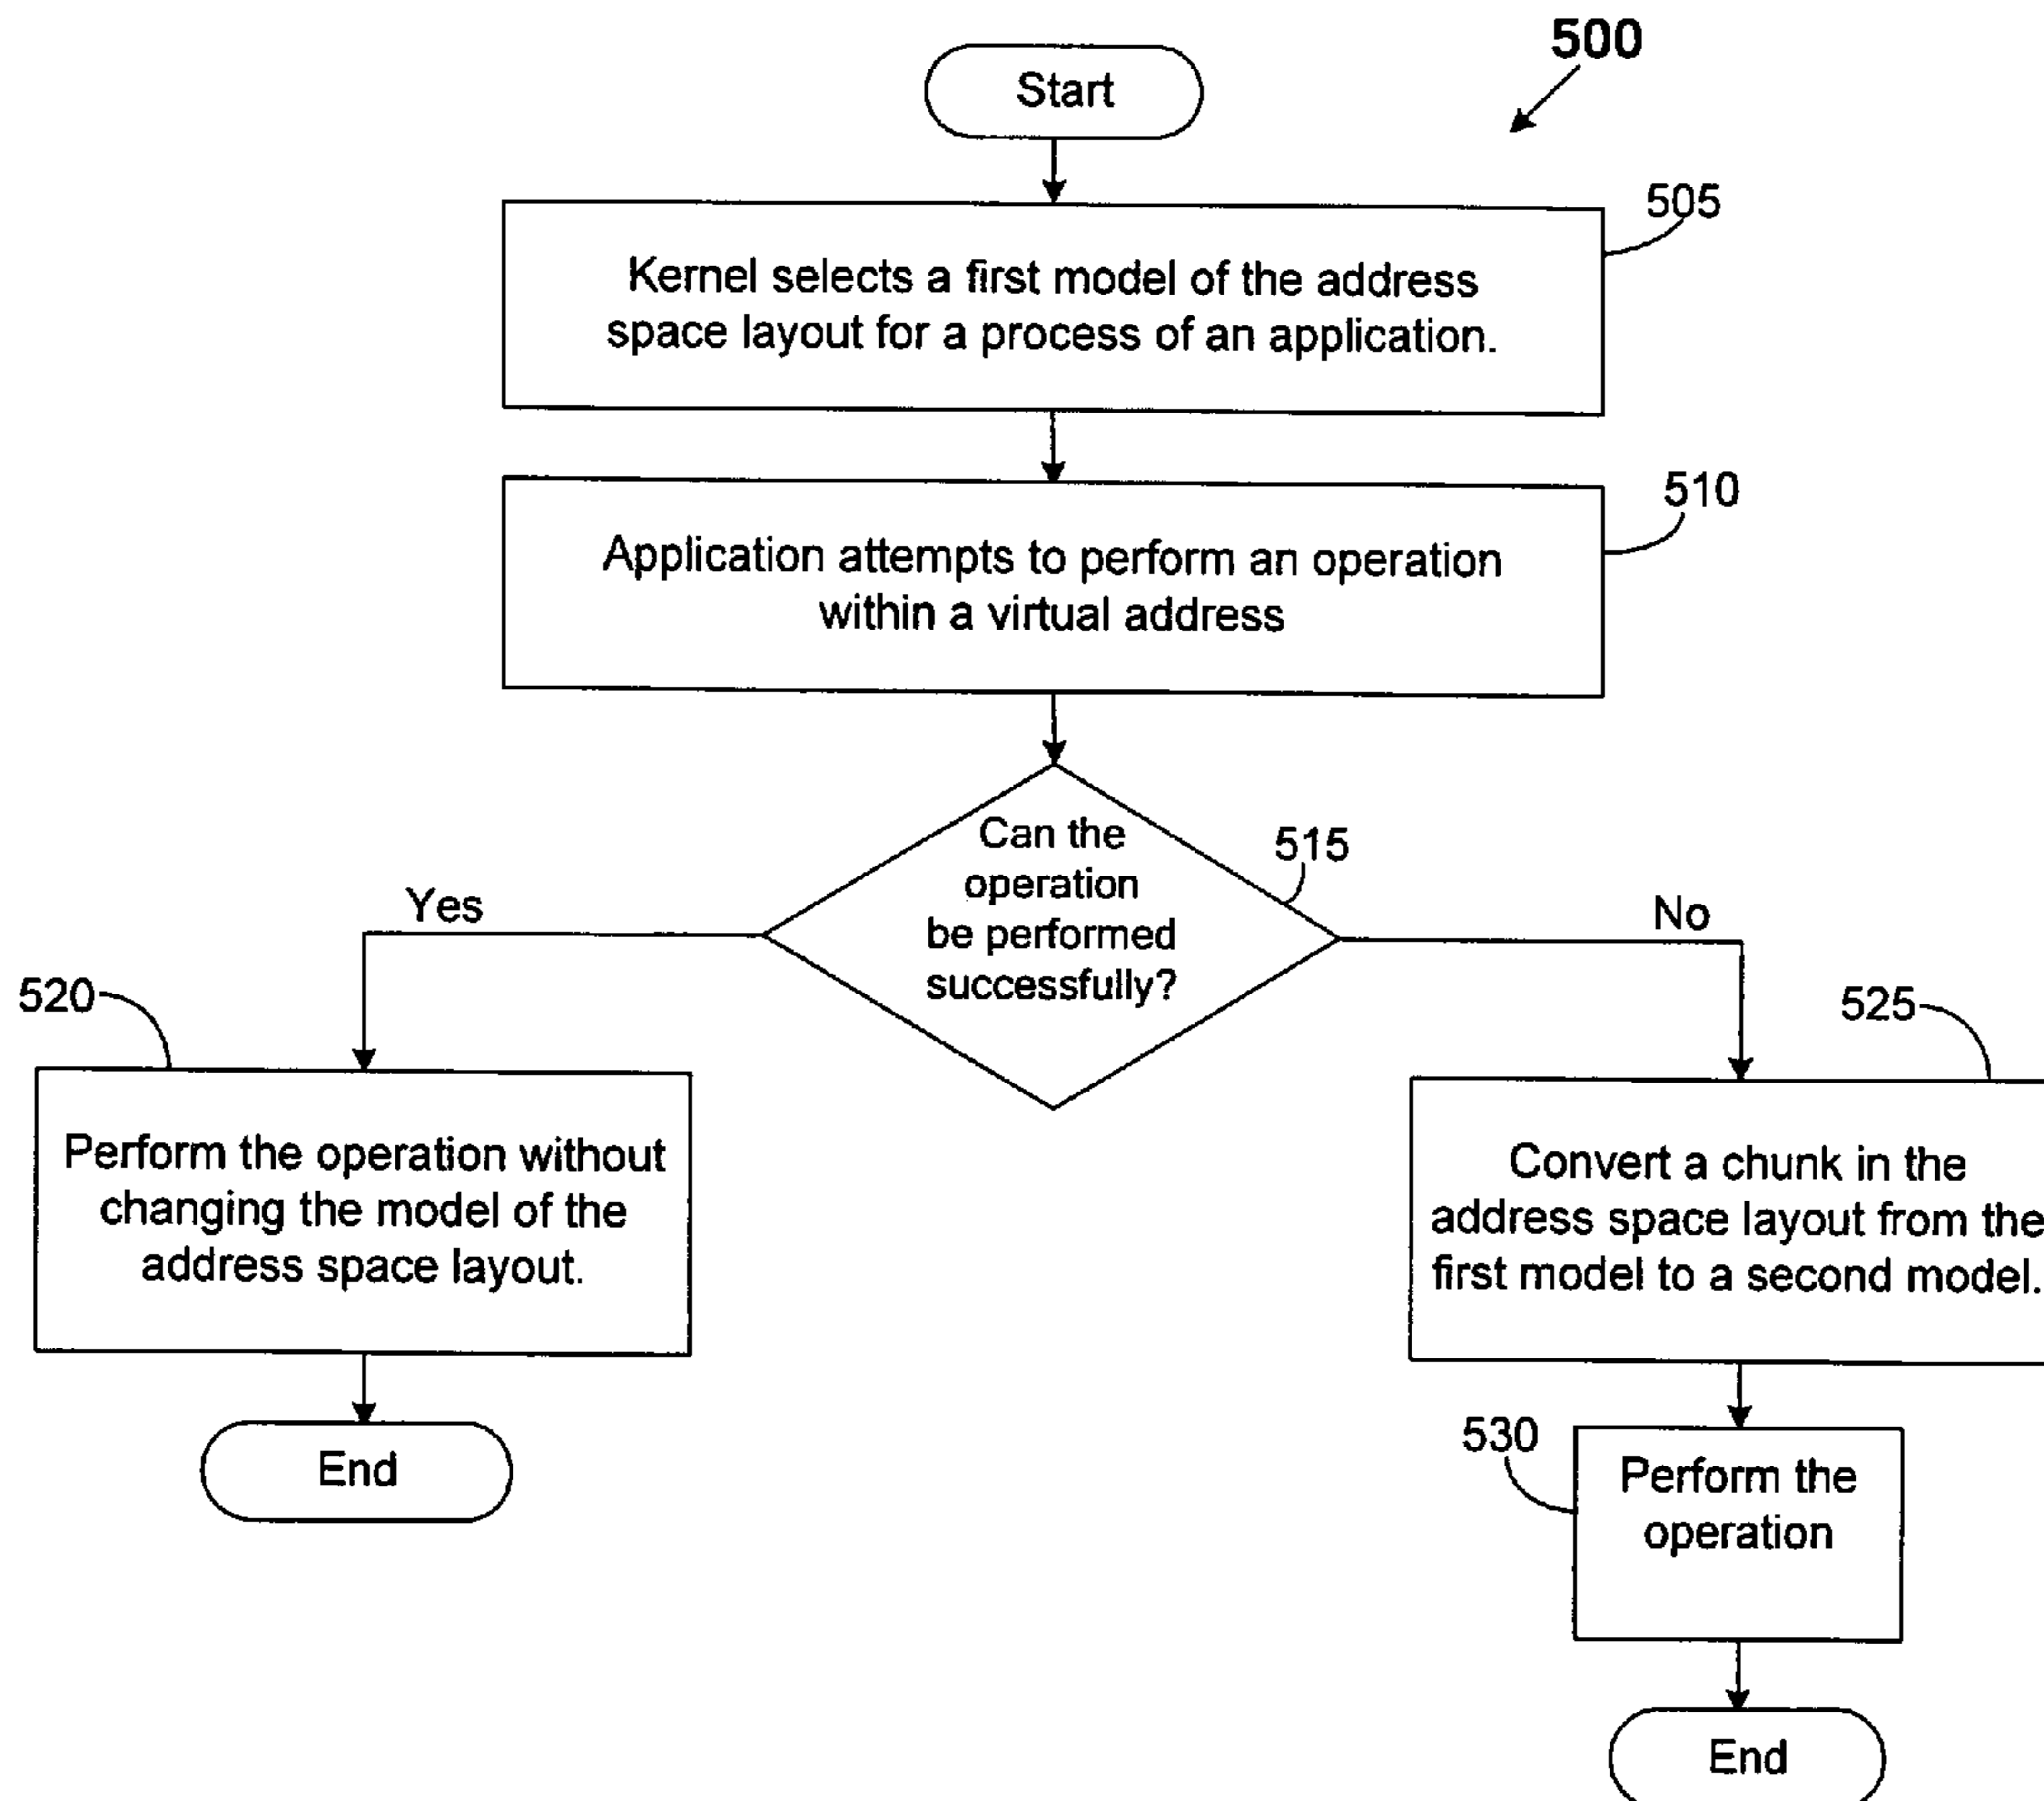 500
Start
505
Kernel selects a first model of the address
space layout for a process of an application.
510
Application attempts to perform an operation
within a virtual address
515
Can the
operation
be performed
successfully?
Yes
No
520
Perform the operation without
changing the model of the
address space layout.
End
525
Convert a chunk in the
address space layout from the
first model to a second model.
530
Perform the
operation
End